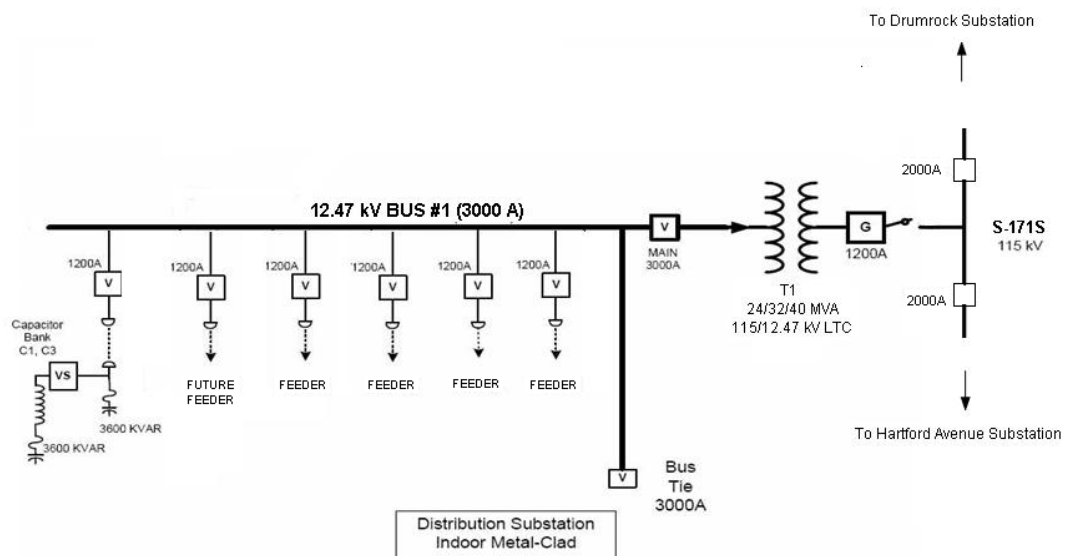 To Drumrock Substation
2000A
12.47 kV BUS #1 (3000 A)
V
MAIN
3000A
G
1200A
S-171S
115 kV
T1
24/32/40 MVA
115/12.47 kV LTC
2000A
1200A
V
1200A
V
1200A
V
1200A
V
1200A
V
1200A
V
Capacitor
Bank
C1, C3
VS
3600 KVAR
3600 KVAR
FUTURE
FEEDER
FEEDER
FEEDER
FEEDER
FEEDER
To Hartford Avenue Substation
V
Bus
Tie
3000A
Distribution Substation
Indoor Metal-Clad